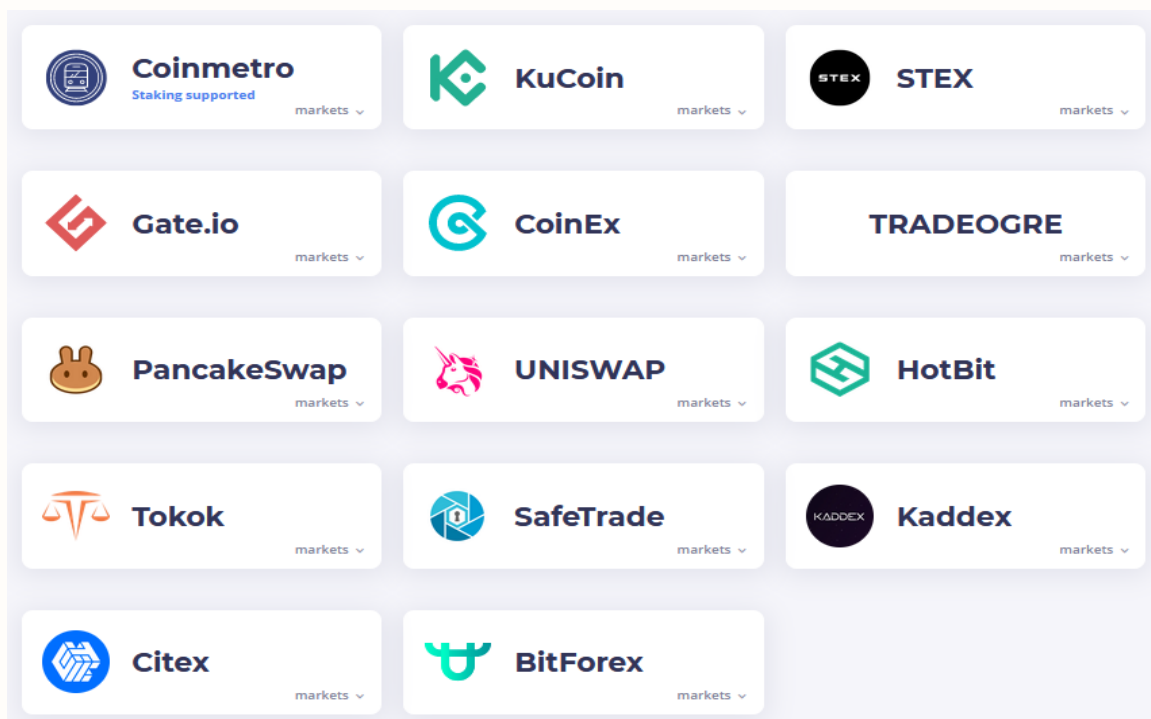 Coinmetro
Staking supported
markets
KuCoin
markets
STEX
STEX
markets
Gate.io
markets
CoinEx
markets
TRADEOGRE
markets
PancakeSwap
markets
UNISWAP
markets
HotBit
markets
Tokok
markets
SafeTrade
markets
KADDEX
Kaddex
markets
Citex
markets
BitForex
markets